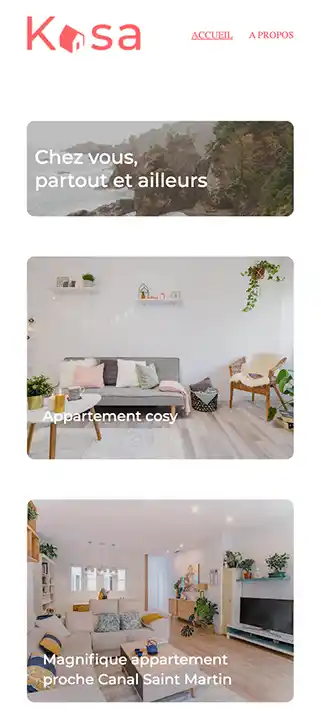 Kasa
ACCUEIL
A PROPOS
Chez vous,
partout et ailleurs
Appartement cosy
Magnifique appartement
proche Canal Saint Martin